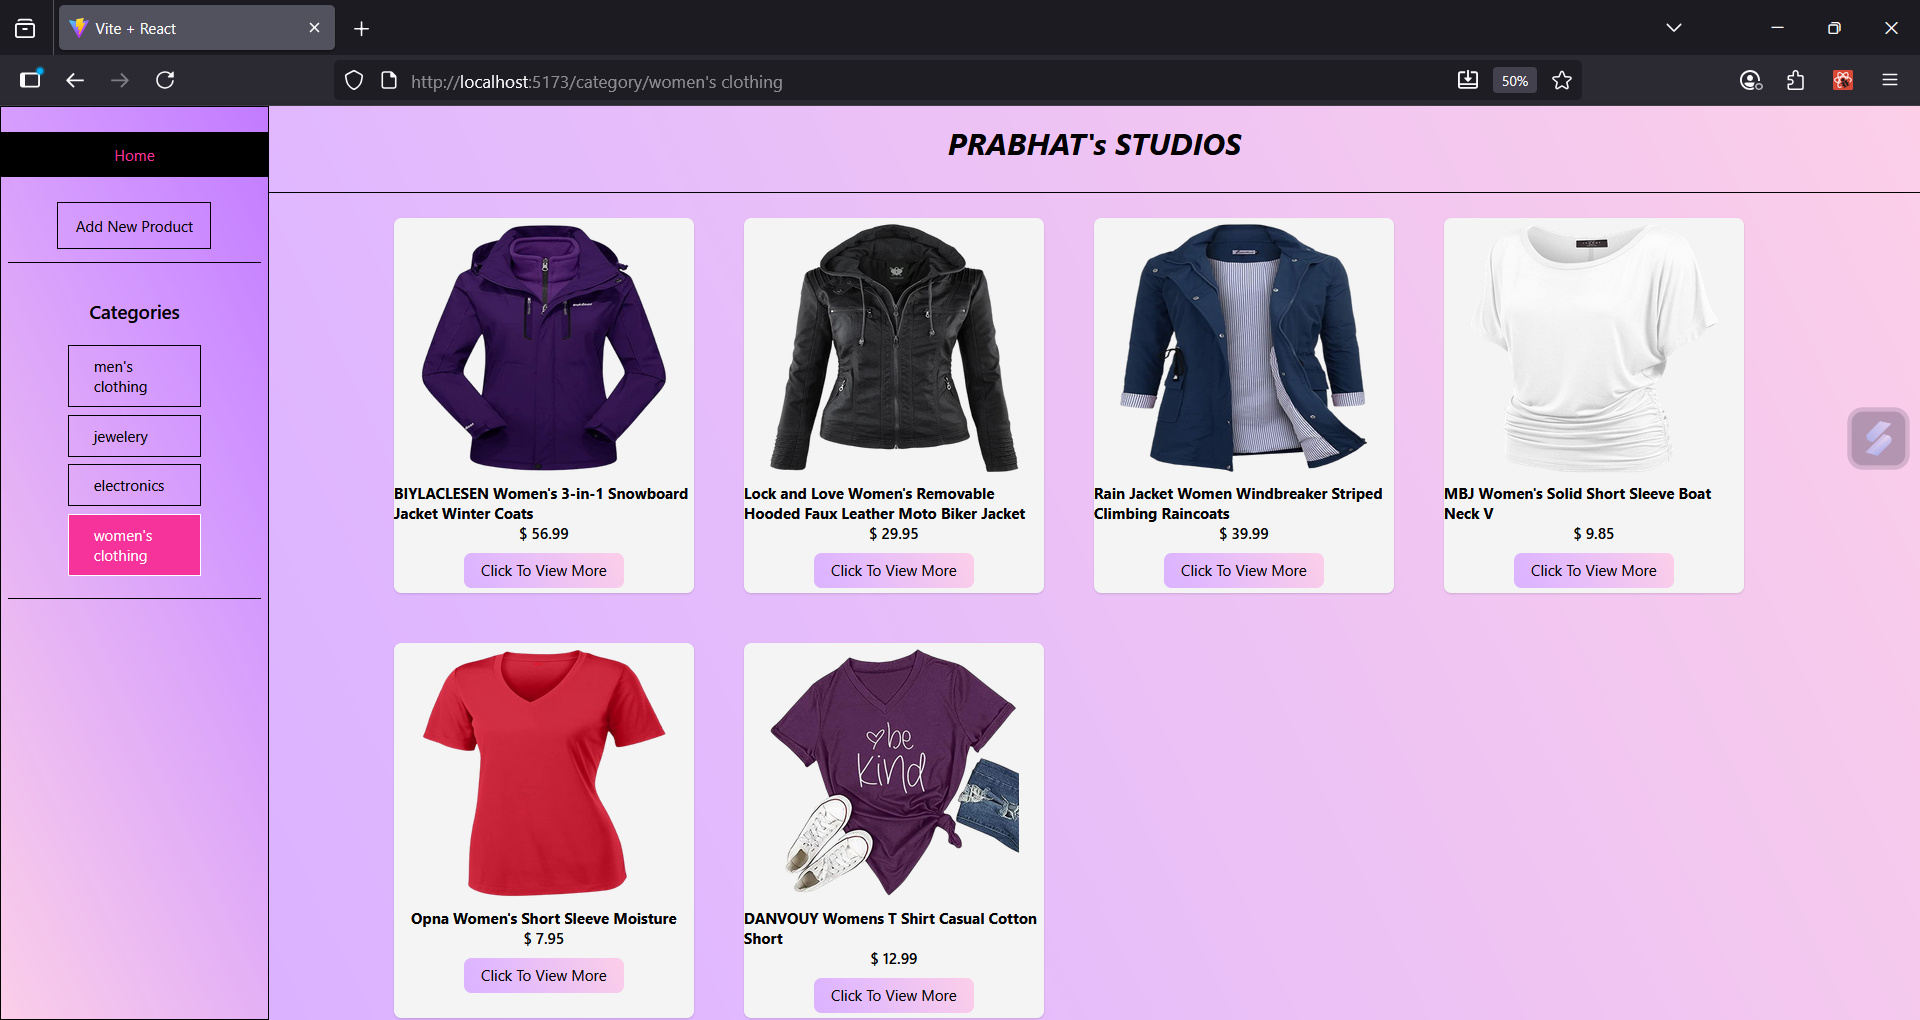 Vite + React
http://localhost:5173/category/women's clothing
50%
Home
Add New Product
Categories
men's
clothing
jewelery
electronics
women's
clothing
PRABHAT's STUDIOS
BIYLACLESEN Women's 3-in-1 Snowboard
Jacket Winter Coats
$ 56.99
Click To View More
Lock and Love Women's Removable
Hooded Faux Leather Moto Biker Jacket
$ 29.95
Click To View More
Rain Jacket Women Windbreaker Striped
Climbing Raincoats
$ 39.99
Click To View More
MBJ Women's Solid Short Sleeve Boat
Neck V
$ 9.85
Click To View More
Opna Women's Short Sleeve Moisture
$ 7.95
Click To View More
be
kind
DANVOUY Womens T Shirt Casual Cotton
Short
$ 12.99
Click To View More